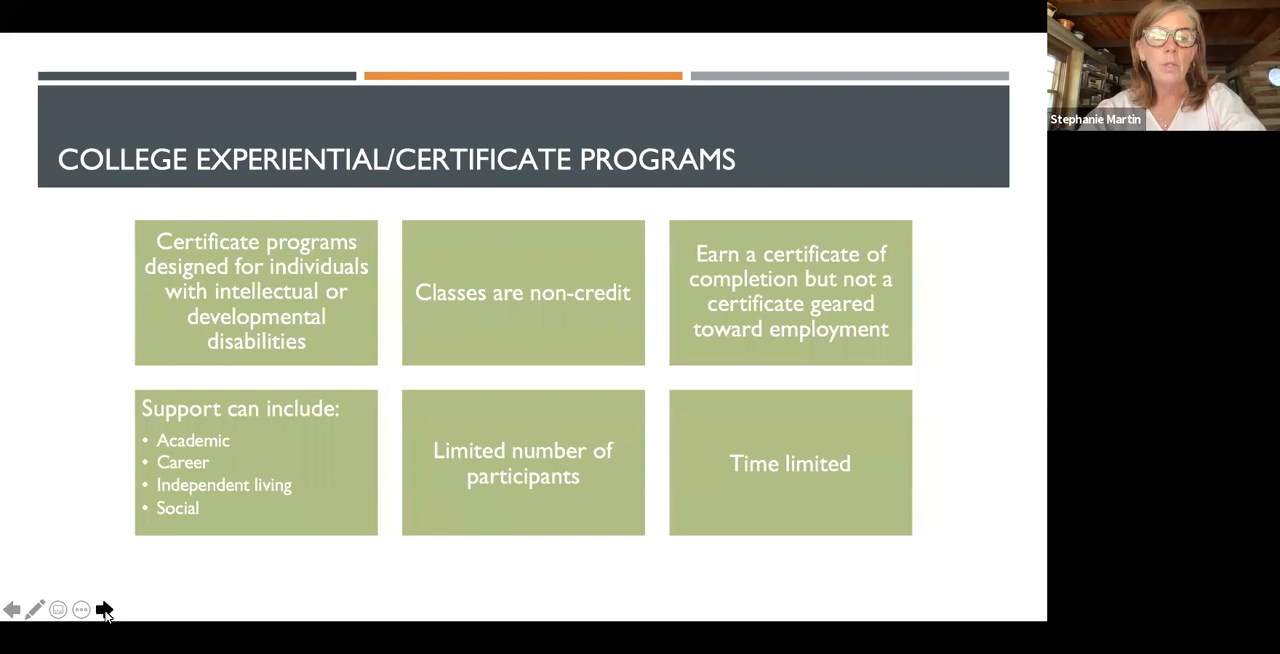 COLLEGE EXPERIENTIAL/CERTIFICATE PROGRAMS
Certificate programs
designed for individuals
with intellectual or
developmental
disabilities
Classes are non-credit
Earn a certificate of
completion but not a
certificate geared
toward employment
Support can include:
• Academic
• Career
• Independent living
• Social
Limited number of
participants
Time limited
Stephanie Martin